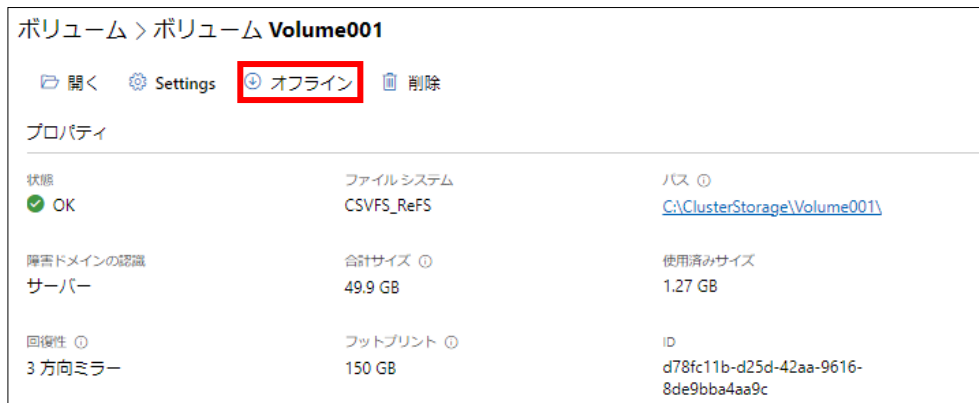 ボリューム > ボリューム Volume001
開く Settings オフライン 削除
プロパティ
状態 ファイル システム パス
OK CSVFS_ReFS C:\ClusterStorage\Volume001\
障害ドメインの認識 合計サイズ 使用済みサイズ
サーバー 49.9 GB 1.27 GB
回復性 フットプリント ID
3 方向ミラー 150 GB d78fc11b-d25d-42aa-9616-
8de9bba4aa9c